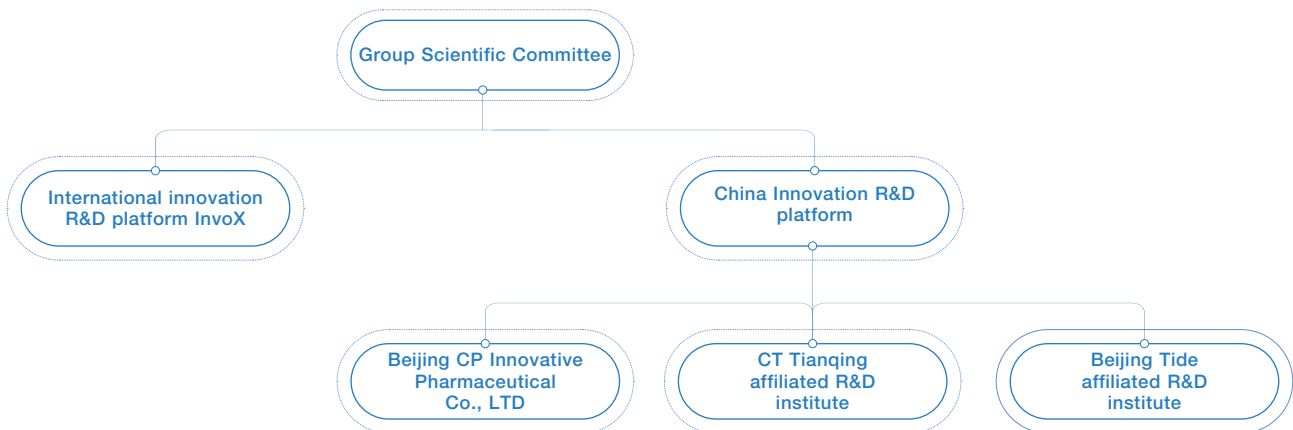 Group Scientific Committee
International innovation
R&D platform InvoX
China Innovation R&D
platform
Beijing CP Innovative
Pharmaceutical
Co., LTD
CT Tianqing
affiliated R&D
institute
Beijing Tide
affiliated R&D
institute